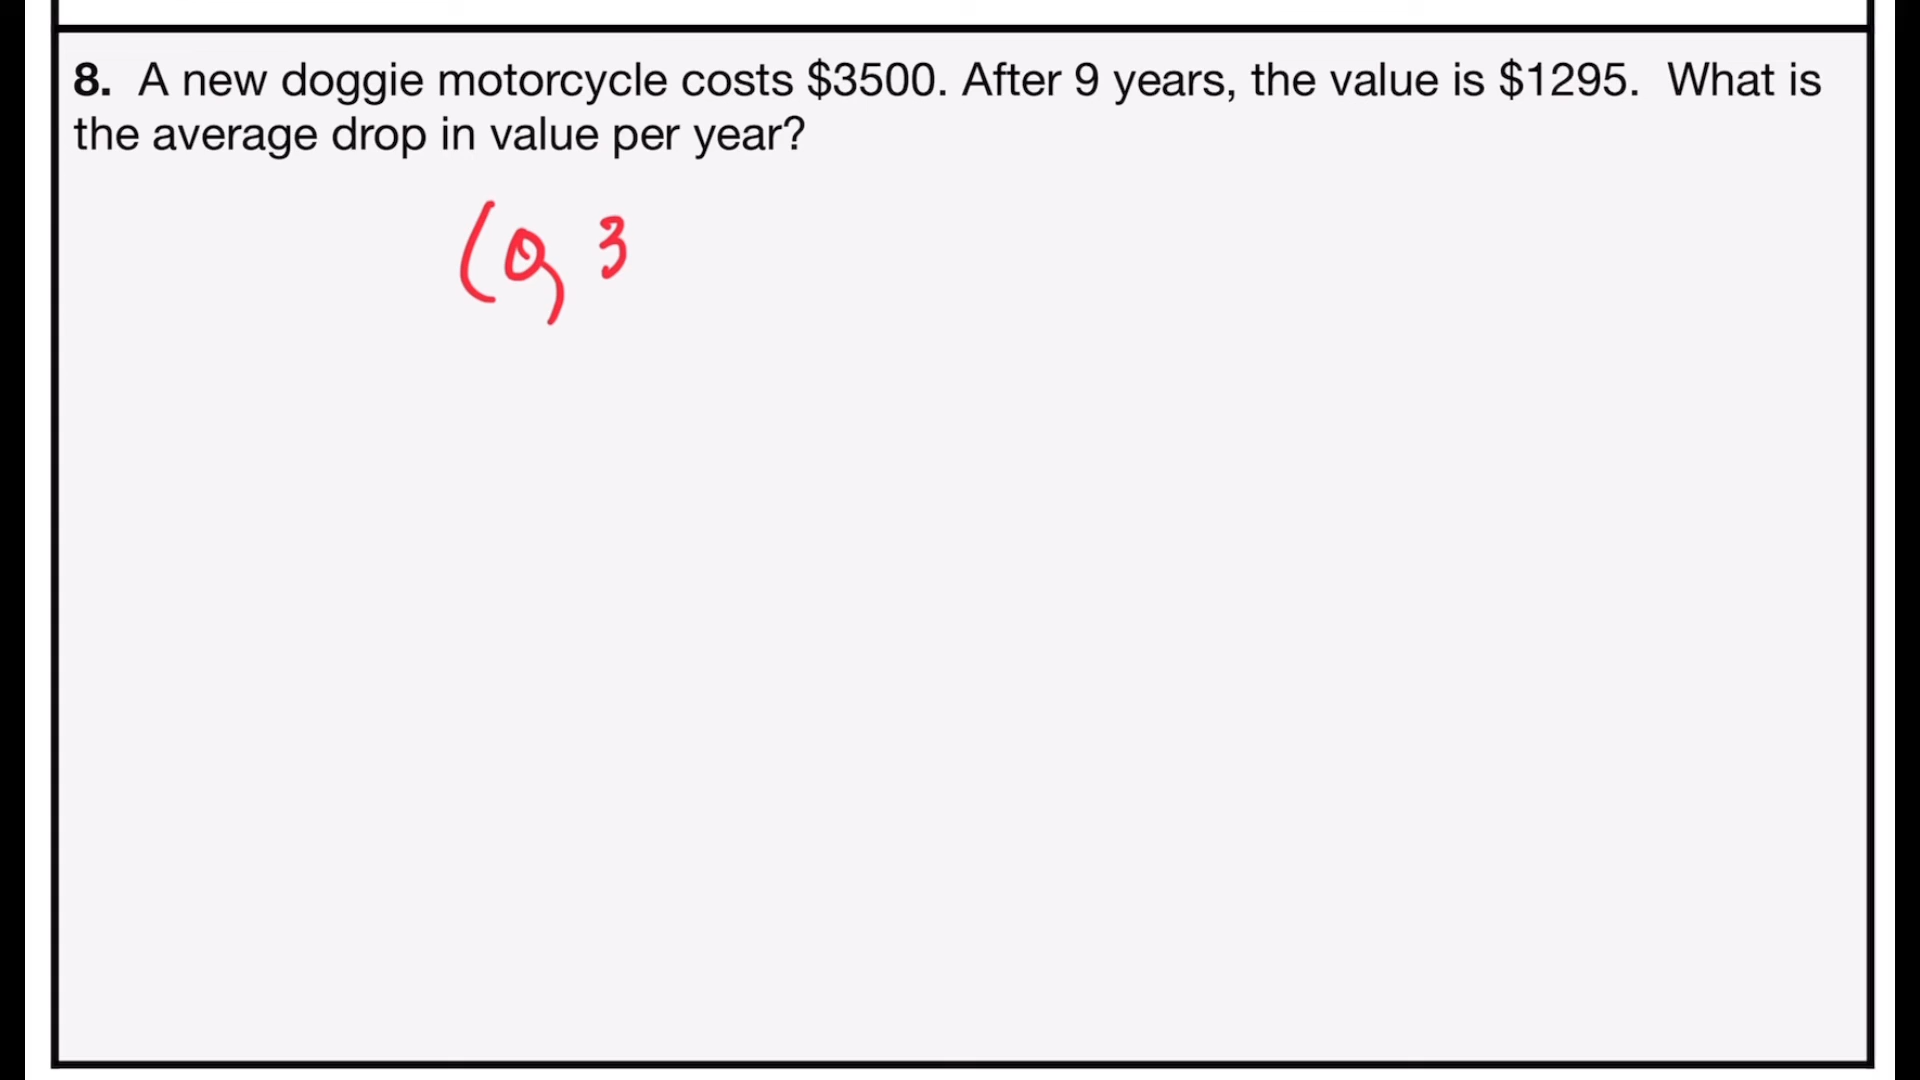 8. A new doggie motorcycle costs $3500. After 9 years, the value is $1295. What is
the average drop in value per year?
(0, 3